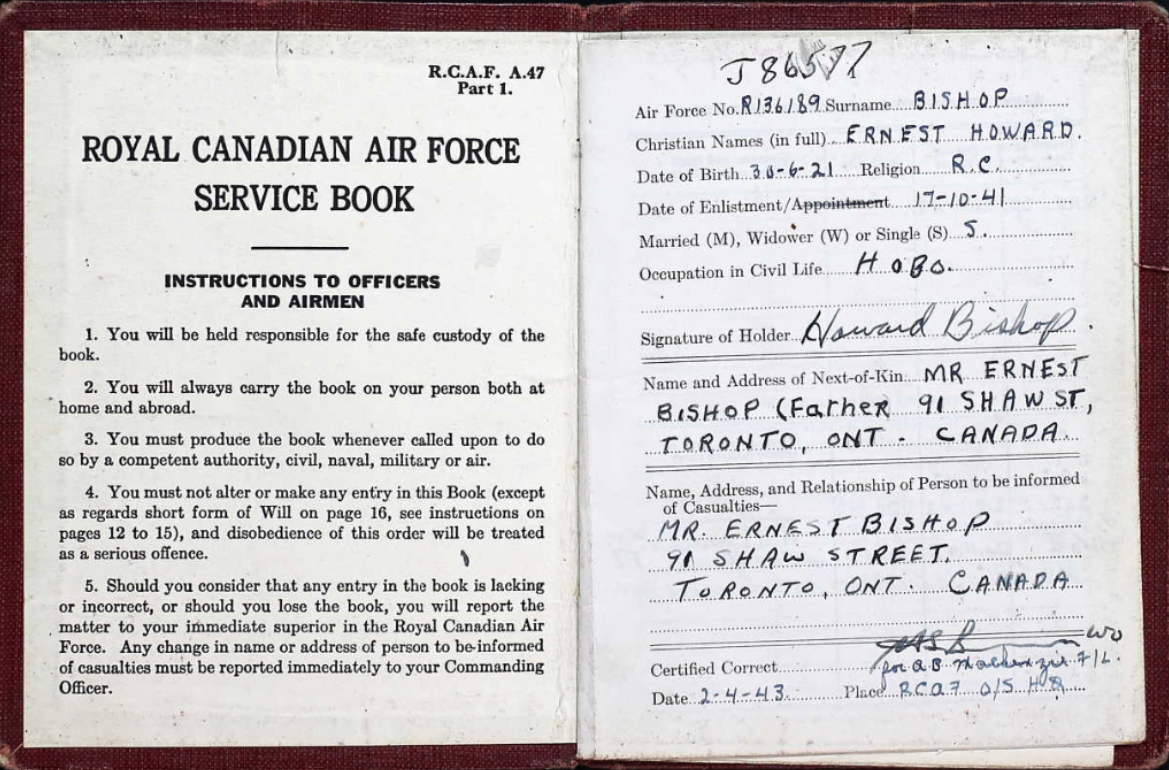 R.C.A.F. A.47
Part 1.
ROYAL CANADIAN AIR FORCE
SERVICE BOOK
INSTRUCTIONS TO OFFICERS
AND AIRMEN
1. You will be held responsible for the safe custody of the
book.
2. You will always carry the book on your person both at
home and abroad.
3. You must produce the book whenever called upon to do
so by a competent authority, civil, naval, military or air.
4. You must not alter or make any entry in this Book (except
as regards short form of Will on page 16, see instructions on
pages 12 to 15), and disobedience of this order will be treated
as a serious offence.
5. Should you consider that any entry in the book is lacking
or incorrect, or should you lose the book, you will report the
matter to your immediate superior in the Royal Canadian Air
Force. Any change in name or address of person to be informed
of casualties must be reported immediately to your Commanding
Officer.
J86577
Air Force No. R136189 Surname BISHOP
Christian Names (in full) ERNEST HOWARD.
Date of Birth 30-6-21 Religion R.C.
Date of Enlistment/Appointment 17-10-41
Married (M), Widower (W) or Single (S) S.
Occupation in Civil Life HOBO.
Signature of Holder Howard Bishop
Name and Address of Next-of-Kin MR ERNEST
BISHOP (Father 91 SHAW ST,
TORONTO, ONT - CANADA.
Name, Address, and Relationship of Person to be informed
of Casualties—
MR. ERNEST BISHOP
91 SHAW STREET.
TORONTO, ONT. CANADA
WO
Certified Correct for A B Mackenzie F/L.
Date 2-4-43. Place RCAF O/S HQ